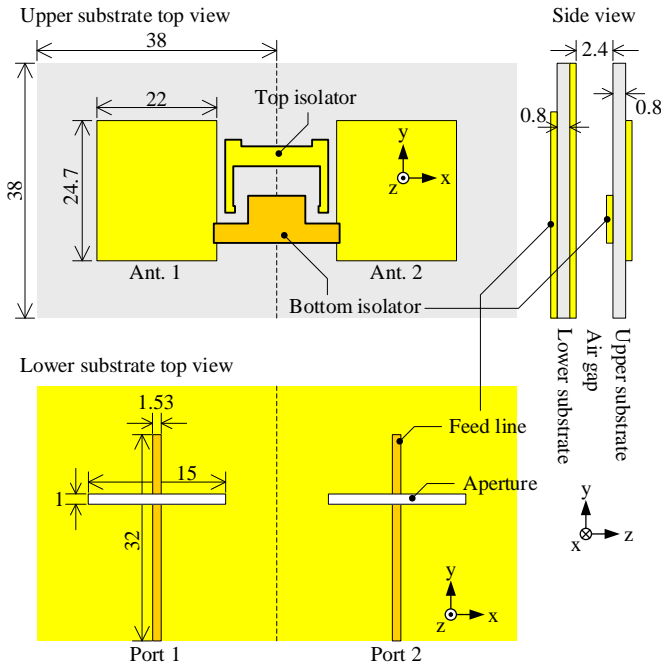 Upper substrate top view
Side view
38
2.4
22
Top isolator
0.8
0.8
y
x
z
38
24.7
Ant. 1
Ant. 2
Bottom isolator
Lower substrate
Air gap
Upper substrate
Lower substrate top view
1.53
Feed line
15
Aperture
1
32
y
x
z
y
z
x
Port 1
Port 2